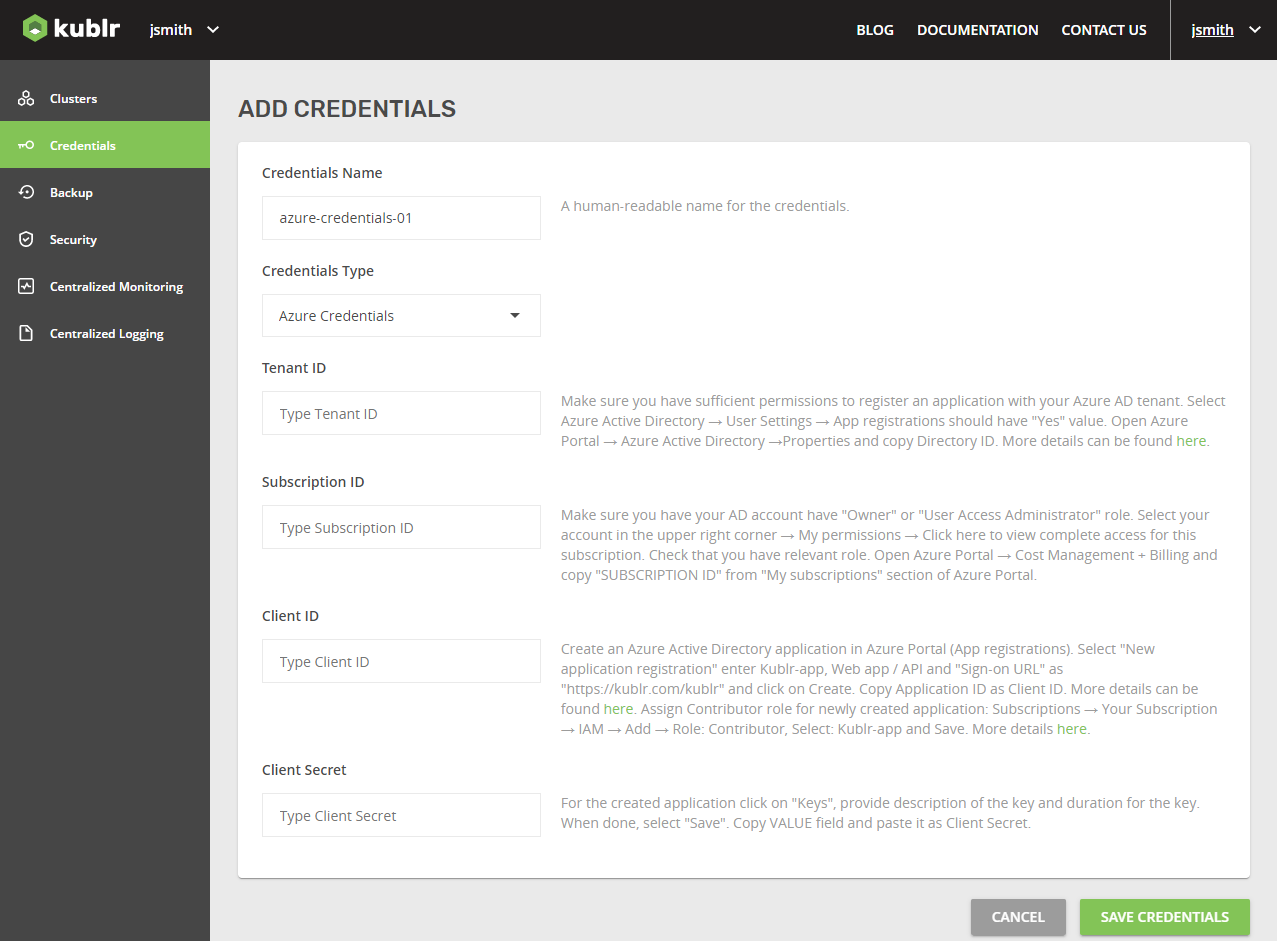 kublr
jsmith
BLOG
DOCUMENTATION
CONTACT US
jsmith
Clusters
Credentials
Backup
Security
Centralized Monitoring
Centralized Logging
ADD CREDENTIALS
Credentials Name
azure-credentials-01
A human-readable name for the credentials.
Credentials Type
Azure Credentials
Tenant ID
Type Tenant ID
Make sure you have sufficient permissions to register an application with your Azure AD tenant. Select
Azure Active Directory → User Settings → App registrations should have "Yes" value. Open Azure
Portal → Azure Active Directory →Properties and copy Directory ID. More details can be found here.
Subscription ID
Type Subscription ID
Make sure you have your AD account have "Owner" or "User Access Administrator" role. Select your
account in the upper right corner → My permissions → Click here to view complete access for this
subscription. Check that you have relevant role. Open Azure Portal → Cost Management + Billing and
copy "SUBSCRIPTION ID" from "My subscriptions" section of Azure Portal.
Client ID
Type Client ID
Create an Azure Active Directory application in Azure Portal (App registrations). Select "New
application registration" enter Kublr-app, Web app / API and "Sign-on URL" as
"https://kublr.com/kublr" and click on Create. Copy Application ID as Client ID. More details can be
found here. Assign Contributor role for newly created application: Subscriptions → Your Subscription
→ IAM → Add → Role: Contributor, Select: Kublr-app and Save. More details here.
Client Secret
Type Client Secret
For the created application click on "Keys", provide description of the key and duration for the key.
When done, select "Save". Copy VALUE field and paste it as Client Secret.
CANCEL
SAVE CREDENTIALS